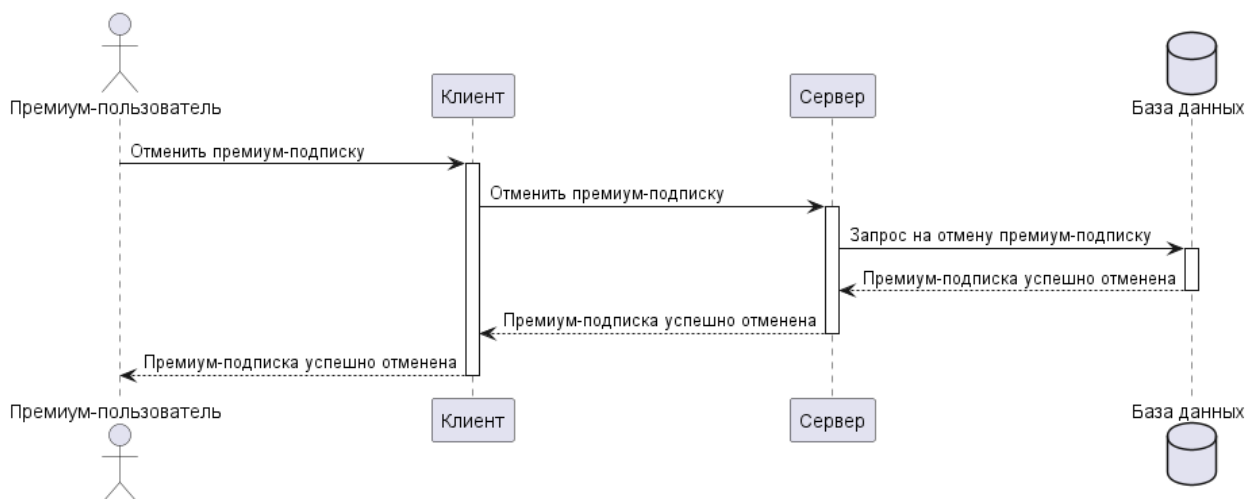 Премиум-пользователь
Клиент
Сервер
База данных
Отменить премиум-подписку
Отменить премиум-подписку
Запрос на отмену премиум-подписку
Премиум-подписка успешно отменена
Премиум-подписка успешно отменена
Премиум-подписка успешно отменена
Премиум-пользователь
Клиент
Сервер
База данных